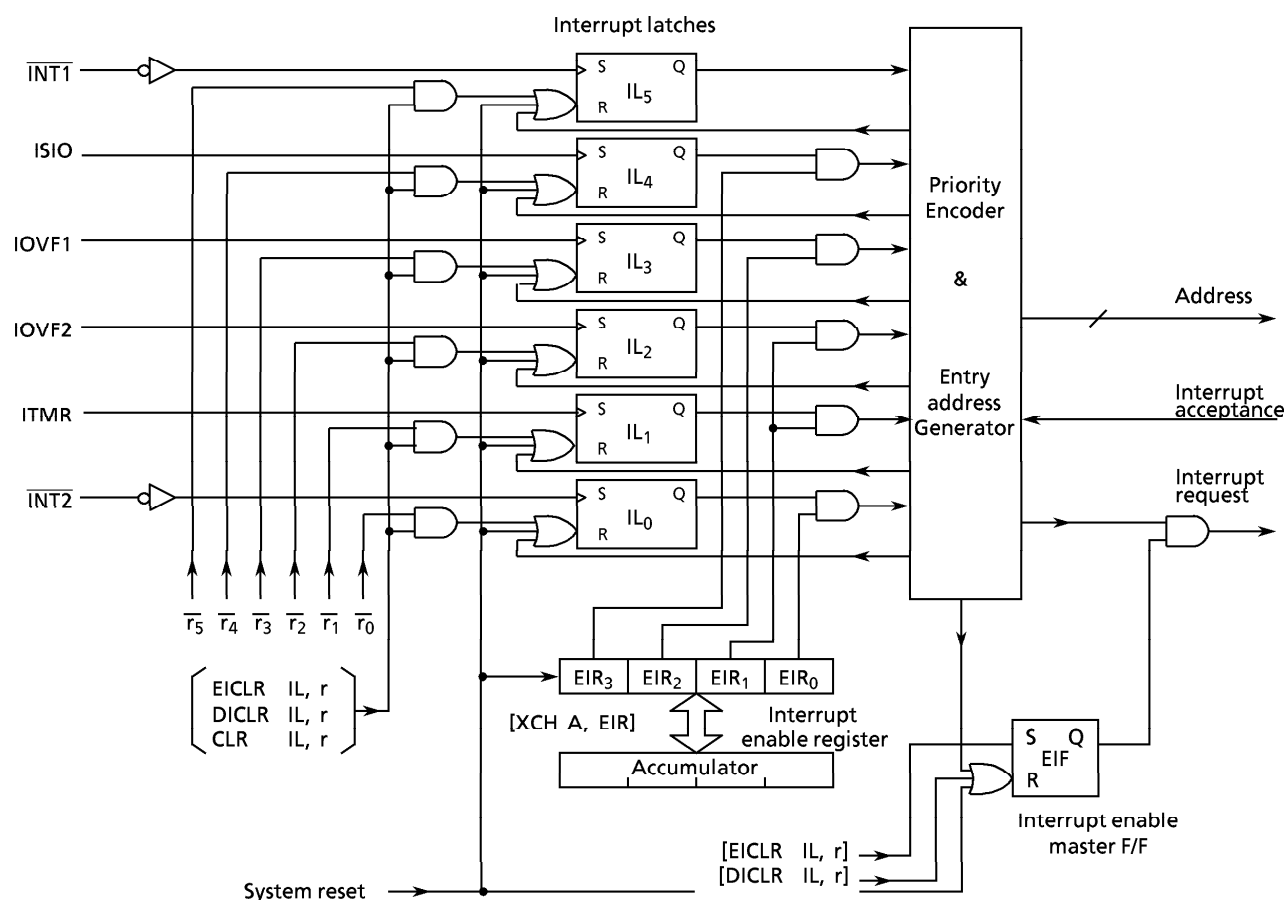 Interrupt latches
INT1
S Q
IL5
R
ISIO
S Q
IL4
R
IOVF1
S Q
IL3
R
IOVF2
S Q
IL2
R
ITMR
S Q
IL1
R
INT2
S Q
IL0
R
Priority
Encoder
&
Entry
address
Generator
Address
Interrupt
acceptance
Interrupt
request
r5 r4 r3 r2 r1 r0
EICLR IL, r
DICLR IL, r
CLR IL, r
EIR3 EIR2 EIR1 EIR0
[XCH A, EIR]
Interrupt
enable register
Accumulator
S Q
EIF
R
Interrupt enable
master F/F
[EICLR IL, r]
[DICLR IL, r]
System reset